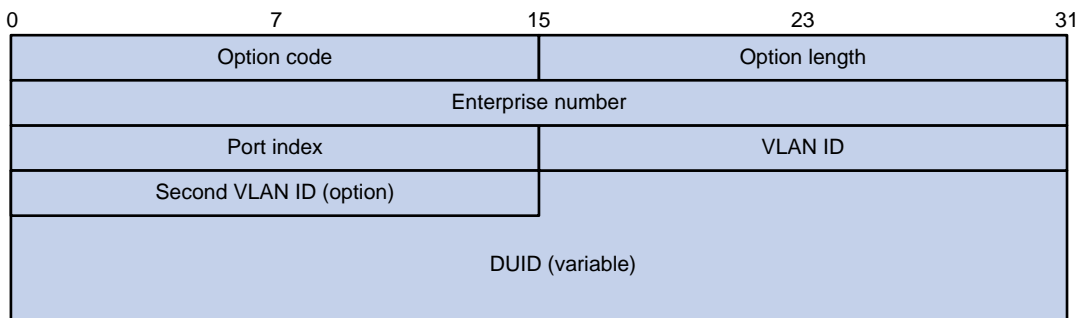 0 7 15 23 31
Option code Option length
Enterprise number
Port index VLAN ID
Second VLAN ID (option)
DUID (variable)